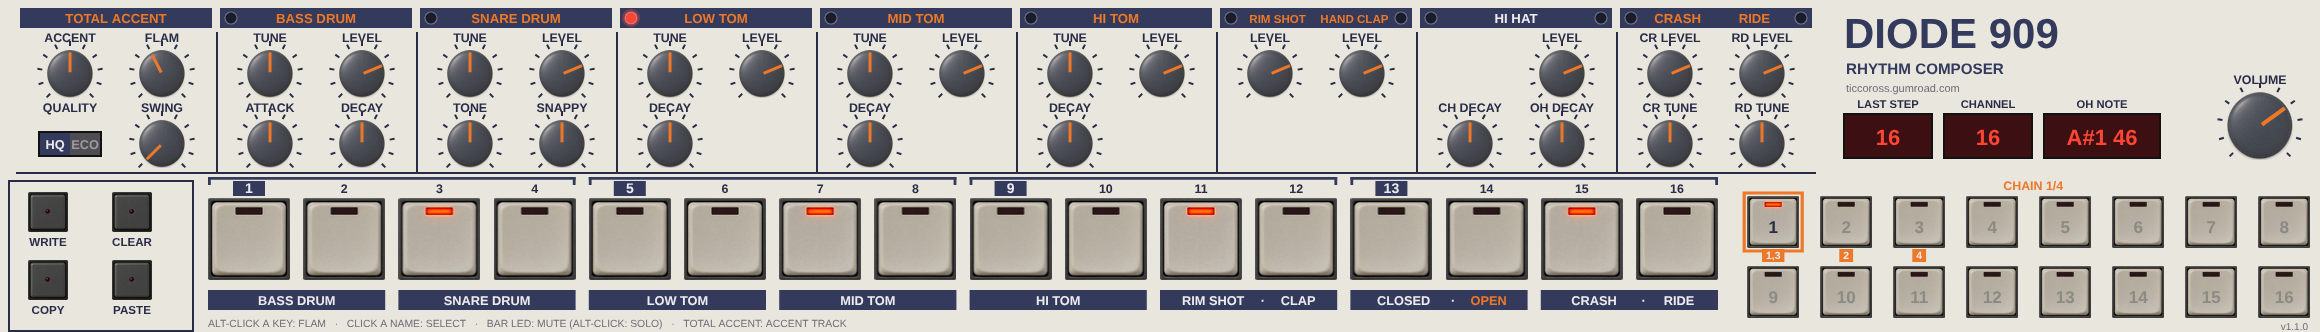 TOTAL ACCENT BASS DRUM SNARE DRUM LOW TOM MID TOM HI TOM RIM SHOT HAND CLAP HI HAT CRASH RIDE
ACCENT FLAM TUNE LEVEL TUNE LEVEL TUNE LEVEL TUNE LEVEL TUNE LEVEL LEVEL LEVEL LEVEL CR LEVEL RD LEVEL
QUALITY SWING ATTACK DECAY TONE SNAPPY DECAY DECAY DECAY CH DECAY OH DECAY CR TUNE RD TUNE
HQ ECO
DIODE 909
RHYTHM COMPOSER
ticcoross.gumroad.com
VOLUME
LAST STEP CHANNEL OH NOTE
16 16 A#1 46
WRITE CLEAR
COPY PASTE
1 2 3 4 5 6 7 8 9 10 11 12 13 14 15 16
BASS DRUM SNARE DRUM LOW TOM MID TOM HI TOM RIM SHOT · CLAP CLOSED · OPEN CRASH · RIDE
ALT-CLICK A KEY: FLAM · CLICK A NAME: SELECT · BAR LED: MUTE (ALT-CLICK: SOLO) · TOTAL ACCENT: ACCENT TRACK
CHAIN 1/4
1 2 3 4 5 6 7 8
1,3 2 4
9 10 11 12 13 14 15 16
v1.1.0